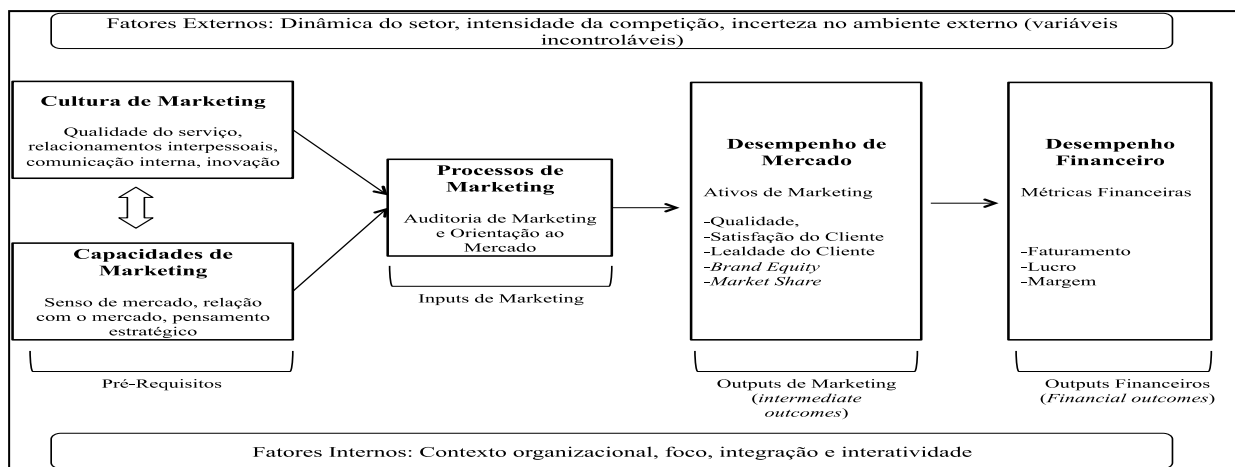 Fatores Externos: Dinâmica do setor, intensidade da competição, incerteza no ambiente externo (variáveis
incontroláveis)
Cultura de Marketing
Qualidade do serviço,
relacionamentos interpessoais,
comunicação interna, inovação
Capacidades de
Marketing
Senso de mercado, relação
com o mercado, pensamento
estratégico
Pré-Requisitos
Processos de
Marketing
Auditoria de Marketing
e Orientação ao
Mercado
Inputs de Marketing
Desempenho de
Mercado
Ativos de Marketing
-Qualidade,
-Satisfação do Cliente
-Lealdade do Cliente
-Brand Equity
-Market Share
Outputs de Marketing
(intermediate
outcomes)
Desempenho
Financeiro
Métricas Financeiras
-Faturamento
-Lucro
-Margem
Outputs Financeiros
(Financial outcomes)
Fatores Internos: Contexto organizacional, foco, integração e interatividade